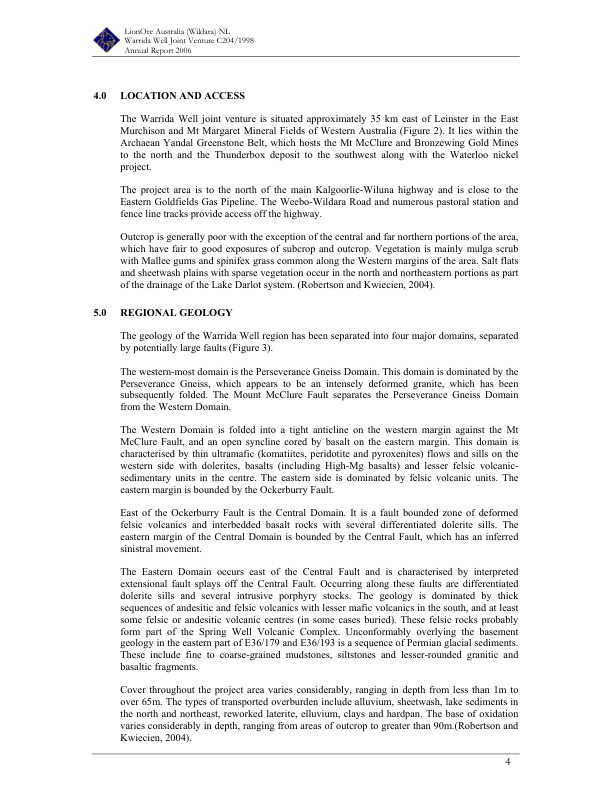 LionOre Australia (Wildara) NL
Warrida Well Joint Venture C204/1998
Annual Report 2006
4.0 LOCATION AND ACCESS
The Warrida Well joint venture is situated approximately 35 km east of Leinster in the East
Murchison and Mt Margaret Mineral Fields of Western Australia (Figure 2). It lies within the
Archaean Yandal Greenstone Belt, which hosts the Mt McClure and Bronzewing Gold Mines
to the north and the Thunderbox deposit to the southwest along with the Waterloo nickel
project.
The project area is to the north of the main Kalgoorlie-Wiluna highway and is close to the
Eastern Goldfields Gas Pipeline. The Weebo-Wildara Road and numerous pastoral station and
fence line tracks provide access off the highway.
Outcrop is generally poor with the exception of the central and far northern portions of the area,
which have fair to good exposures of subcrop and outcrop. Vegetation is mainly mulga scrub
with Mallee gums and spinifex grass common along the Western margins of the area. Salt flats
and sheetwash plains with sparse vegetation occur in the north and northeastern portions as part
of the drainage of the Lake Darlot system. (Robertson and Kwiecien, 2004).
5.0 REGIONAL GEOLOGY
The geology of the Warrida Well region has been separated into four major domains, separated
by potentially large faults (Figure 3).
The western-most domain is the Perseverance Gneiss Domain. This domain is dominated by the
Perseverance Gneiss, which appears to be an intensely deformed granite, which has been
subsequently folded. The Mount McClure Fault separates the Perseverance Gneiss Domain
from the Western Domain.
The Western Domain is folded into a tight anticline on the western margin against the Mt
McClure Fault, and an open syncline cored by basalt on the eastern margin. This domain is
characterised by thin ultramafic (komatiites, peridotite and pyroxenites) flows and sills on the
western side with dolerites, basalts (including High-Mg basalts) and lesser felsic volcanic-
sedimentary units in the centre. The eastern side is dominated by felsic volcanic units. The
eastern margin is bounded by the Ockerburry Fault.
East of the Ockerburry Fault is the Central Domain. It is a fault bounded zone of deformed
felsic volcanics and interbedded basalt rocks with several differentiated dolerite sills. The
eastern margin of the Central Domain is bounded by the Central Fault, which has an inferred
sinistral movement.
The Eastern Domain occurs east of the Central Fault and is characterised by interpreted
extensional fault splays off the Central Fault. Occurring along these faults are differentiated
dolerite sills and several intrusive porphyry stocks. The geology is dominated by thick
sequences of andesitic and felsic volcanics with lesser mafic volcanics in the south, and at least
some felsic or andesitic volcanic centres (in some cases buried). These felsic rocks probably
form part of the Spring Well Volcanic Complex. Unconformably overlying the basement
geology in the eastern part of E36/179 and E36/193 is a sequence of Permian glacial sediments.
These include fine to coarse-grained mudstones, siltstones and lesser-rounded granitic and
basaltic fragments.
Cover throughout the project area varies considerably, ranging in depth from less than 1m to
over 65m. The types of transported overburden include alluvium, sheetwash, lake sediments in
the north and northeast, reworked laterite, elluvium, clays and hardpan. The base of oxidation
varies considerably in depth, ranging from areas of outcrop to greater than 90m.(Robertson and
Kwiecien, 2004).
4